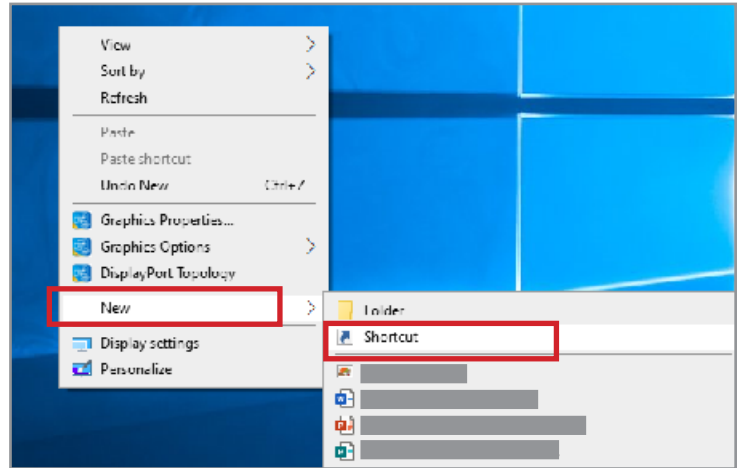 View
Sort by
Refresh
Paste
Paste shortcut
Undo New Ctrl+Z
Graphics Properties...
Graphics Options
DisplayPort Topology
New
Folder
Shortcut
Display settings
Personalize